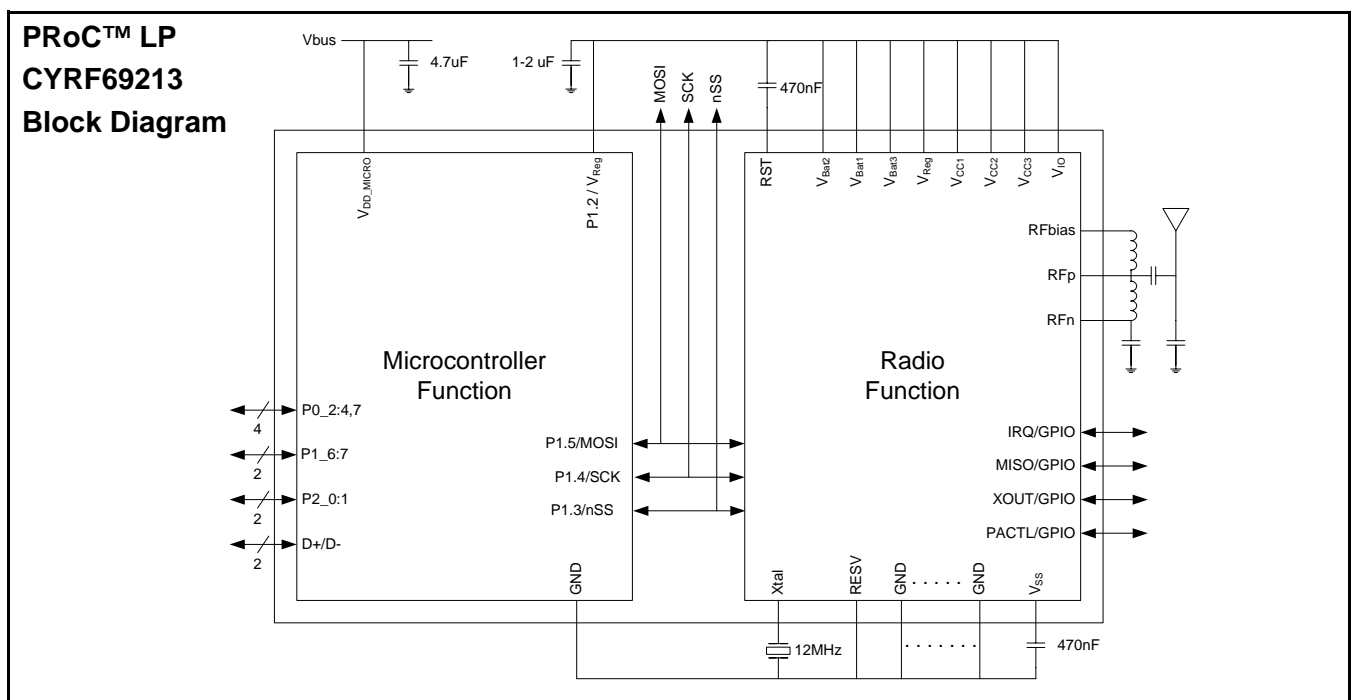 PRoC™ LP
CYRF69213
Block Diagram
Vbus
4.7uF
1-2 uF
MOSI
SCK
nSS
470nF
VDD_MICRO
P1.2 / VReg
RST
VBat2
VBat1
VBat3
VReg
VCC1
VCC2
VCC3
VIO
RFbias
RFp
RFn
Microcontroller
Function
Radio
Function
P0_2:4,7
4
P1_6:7
2
P2_0:1
2
D+/D-
2
P1.5/MOSI
P1.4/SCK
P1.3/nSS
IRQ/GPIO
MISO/GPIO
XOUT/GPIO
PACTL/GPIO
GND
Xtal
RESV
GND
. . . . .
GND
VSS
12MHz
. . . . . . .
470nF